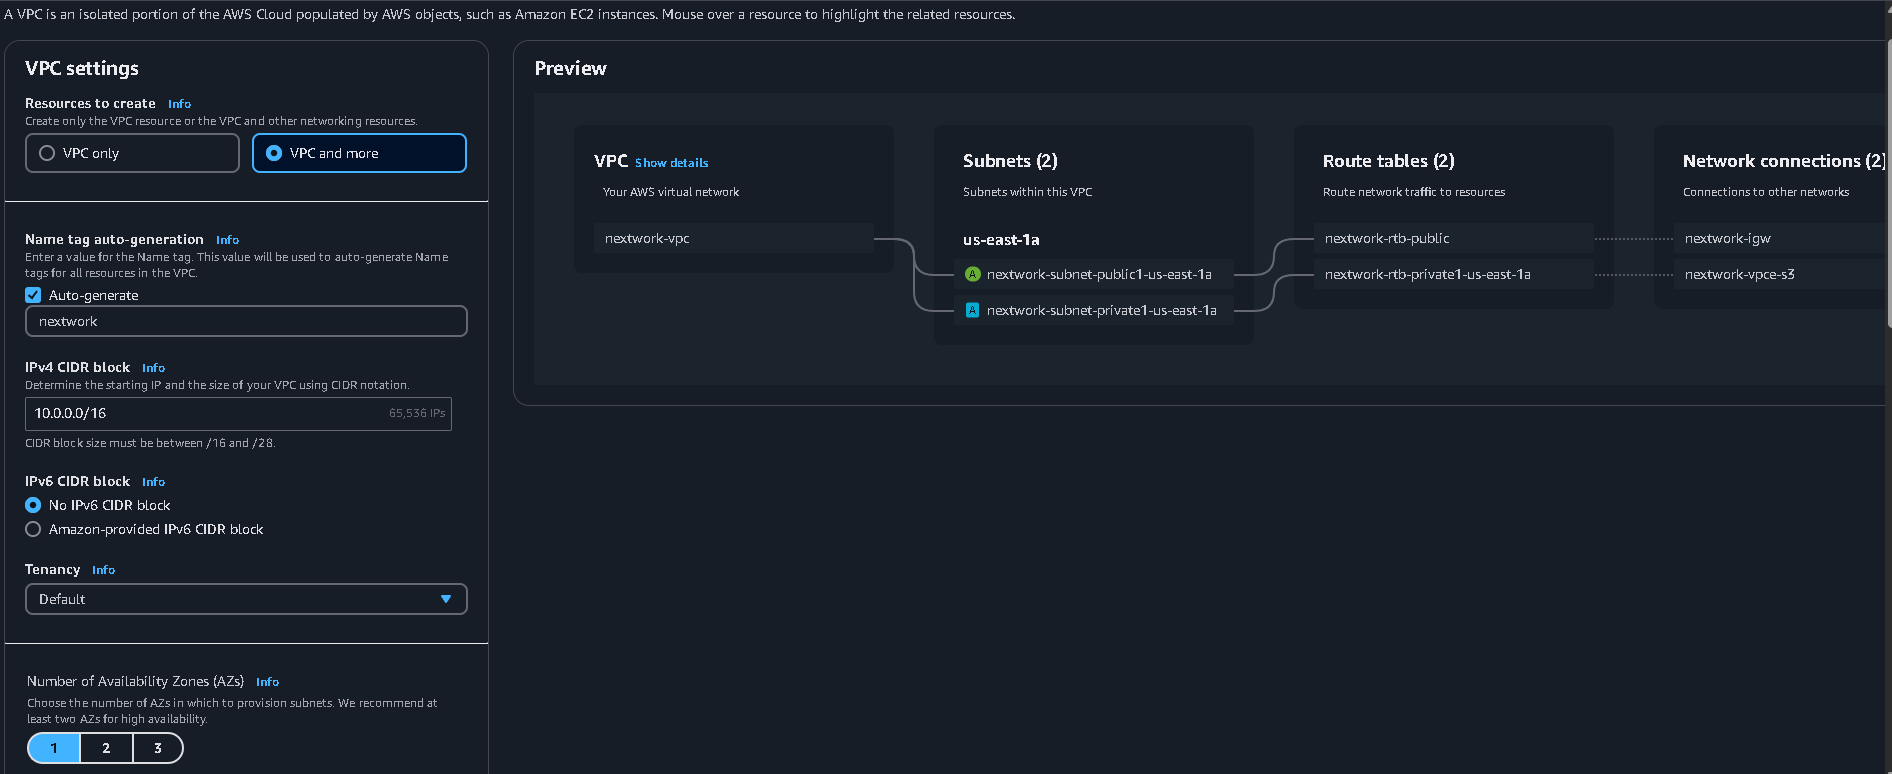 A VPC is an isolated portion of the AWS Cloud populated by AWS objects, such as Amazon EC2 instances. Mouse over a resource to highlight the related resources.
VPC settings
Resources to create Info
Create only the VPC resource or the VPC and other networking resources.
VPC only
VPC and more
Name tag auto-generation Info
Enter a value for the Name tag. This value will be used to auto-generate Name
tags for all resources in the VPC.
Auto-generate
nextwork
IPv4 CIDR block Info
Determine the starting IP and the size of your VPC using CIDR notation.
10.0.0.0/16 65,536 IPs
CIDR block size must be between /16 and /28.
IPv6 CIDR block Info
No IPv6 CIDR block
Amazon-provided IPv6 CIDR block
Tenancy Info
Default
Number of Availability Zones (AZs) Info
Choose the number of AZs in which to provision subnets. We recommend at
least two AZs for high availability.
1 2 3
Preview
VPC Show details
Your AWS virtual network
nextwork-vpc
Subnets (2)
Subnets within this VPC
us-east-1a
A nextwork-subnet-public1-us-east-1a
A nextwork-subnet-private1-us-east-1a
Route tables (2)
Route network traffic to resources
nextwork-rtb-public
nextwork-rtb-private1-us-east-1a
Network connections (2)
Connections to other networks
nextwork-igw
nextwork-vpce-s3